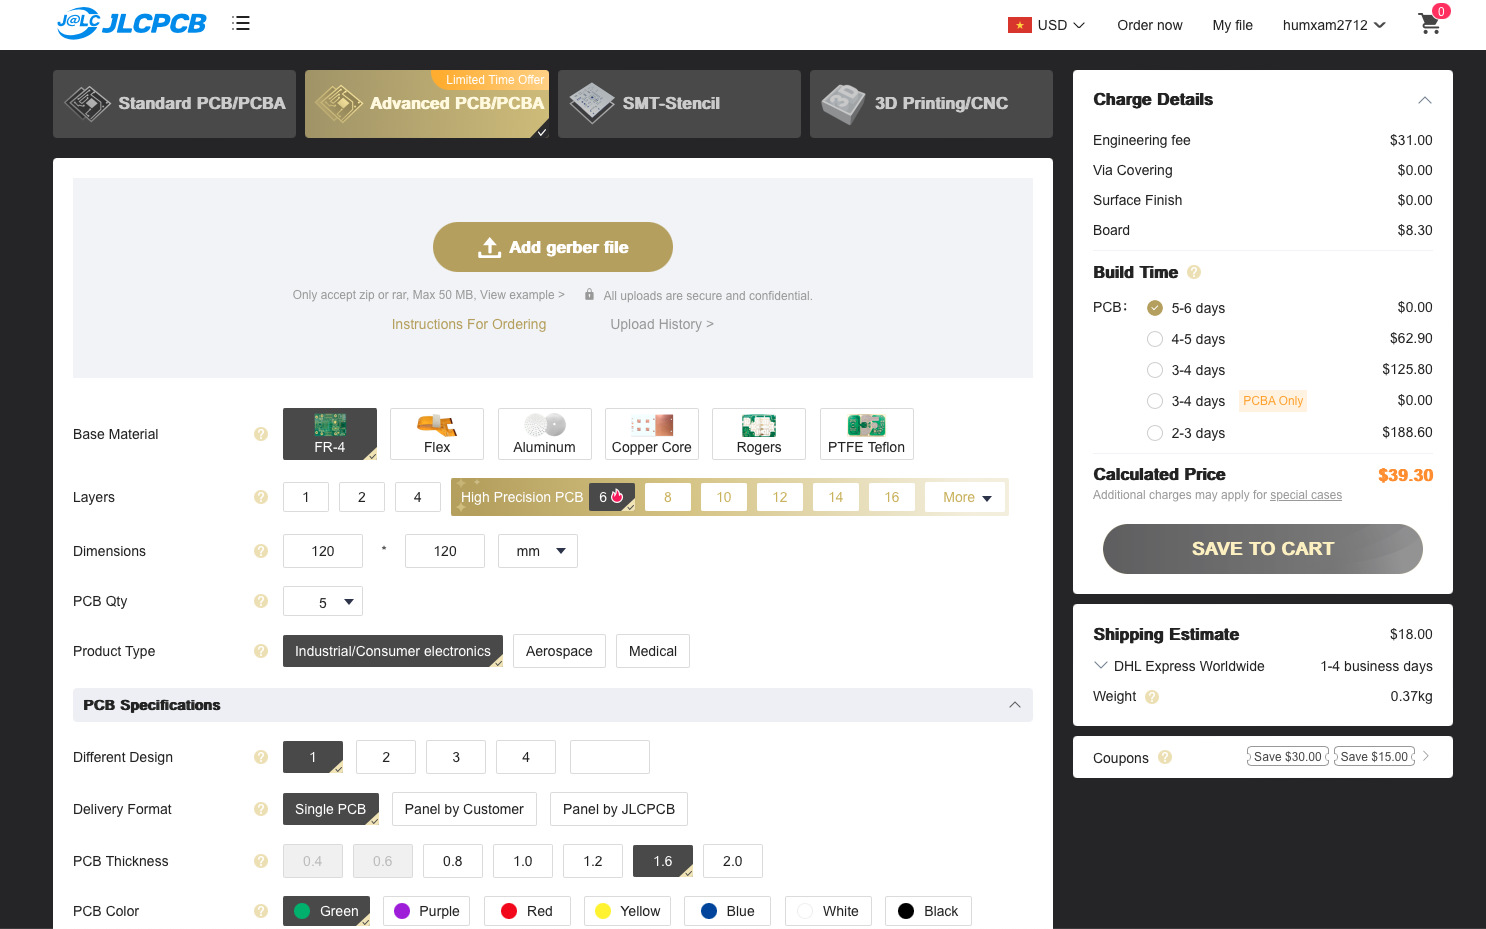 J@LC JLCPCB
USD
Order now
My file
humxam2712
0
Standard PCB/PCBA
Limited Time Offer
Advanced PCB/PCBA
SMT-Stencil
3D Printing/CNC
Add gerber file
Only accept zip or rar, Max 50 MB, View example >
All uploads are secure and confidential.
Instructions For Ordering
Upload History >
Base Material ?
FR-4
Flex
Aluminum
Copper Core
Rogers
PTFE Teflon
Layers ?
1
2
4
High Precision PCB
6
8
10
12
14
16
More
Dimensions ?
120
*
120
mm
PCB Qty ?
5
Product Type ?
Industrial/Consumer electronics
Aerospace
Medical
PCB Specifications
Different Design ?
1
2
3
4
Delivery Format ?
Single PCB
Panel by Customer
Panel by JLCPCB
PCB Thickness ?
0.4
0.6
0.8
1.0
1.2
1.6
2.0
PCB Color ?
Green
Purple
Red
Yellow
Blue
White
Black
Charge Details
Engineering fee $31.00
Via Covering $0.00
Surface Finish $0.00
Board $8.30
Build Time ?
PCB: 5-6 days $0.00
4-5 days $62.90
3-4 days $125.80
3-4 days PCBA Only $0.00
2-3 days $188.60
Calculated Price $39.30
Additional charges may apply for special cases
SAVE TO CART
Shipping Estimate $18.00
DHL Express Worldwide 1-4 business days
Weight ? 0.37kg
Coupons ? Save $30.00 Save $15.00